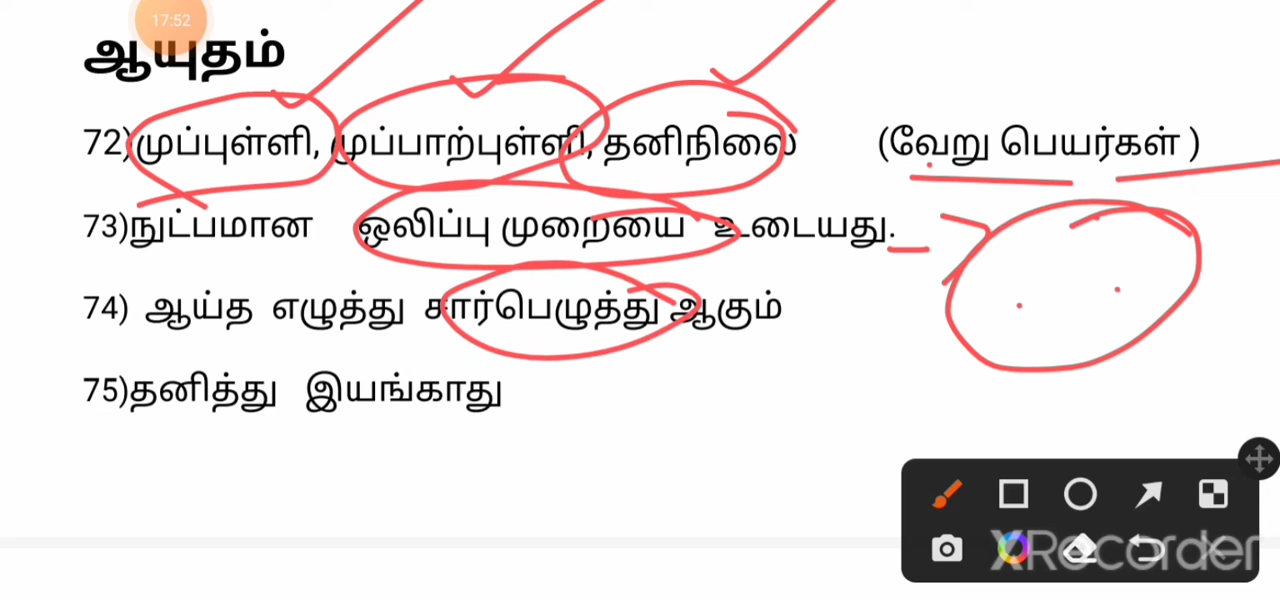 17:52
ஆயுதம்
72)முப்புள்ளி, முப்பாற்புள்ளி, தனிநிலை (வேறு பெயர்கள் )
73)நுட்பமான ஒலிப்பு முறையை உடையது.
74) ஆய்த எழுத்து சார்பெழுத்து ஆகும்
75)தனித்து இயங்காது
XRecorder